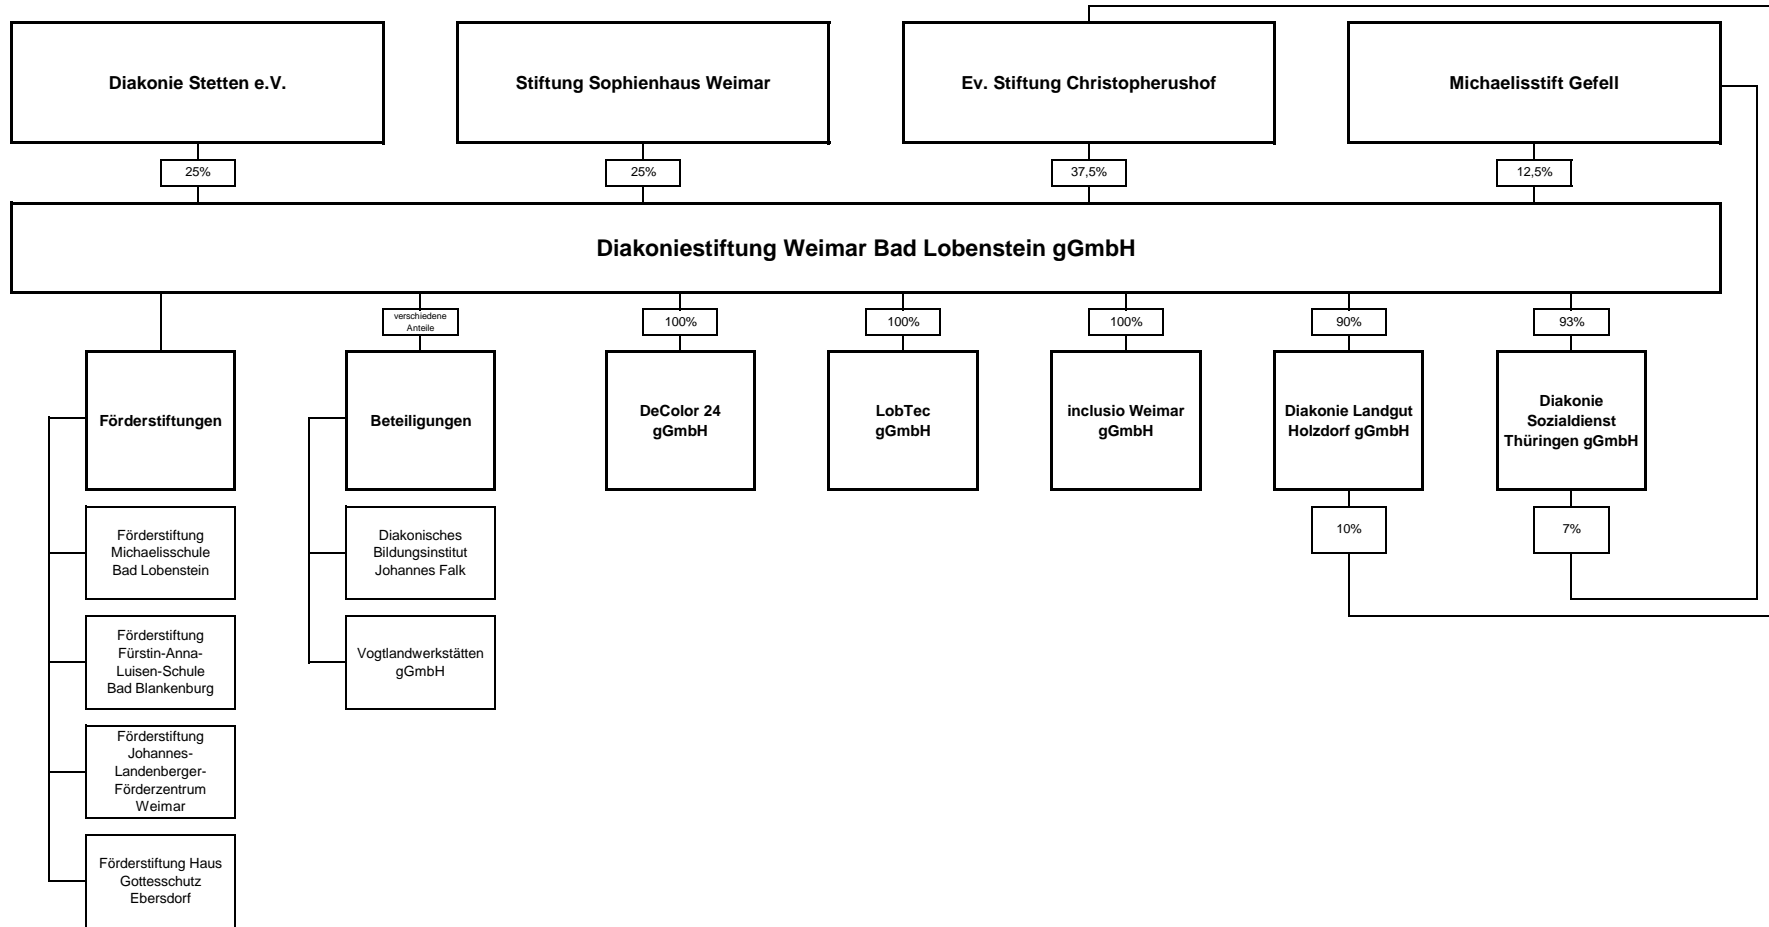 Diakonie Stetten e.V.
Stiftung Sophienhaus Weimar
Ev. Stiftung Christopherushof
Michaelisstift Gefell
25%
25%
37,5%
12,5%
Diakoniestiftung Weimar Bad Lobenstein gGmbH
verschiedene
Anteile
100%
100%
100%
90%
93%
Förderstiftungen
Beteiligungen
DeColor 24
gGmbH
LobTec
gGmbH
inclusio Weimar
gGmbH
Diakonie Landgut
Holzdorf gGmbH
Diakonie
Sozialdienst
Thüringen gGmbH
Förderstiftung
Michaelisschule
Bad Lobenstein
Diakonisches
Bildungsinstitut
Johannes Falk
10%
7%
Förderstiftung
Fürstin-Anna-
Luisen-Schule
Bad Blankenburg
Vogtlandwerkstätten
gGmbH
Förderstiftung
Johannes-
Landenberger-
Förderzentrum
Weimar
Förderstiftung Haus
Gottesschutz
Ebersdorf